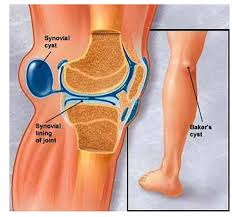 Synovial
cyst
Synovial
lining of
joint
Baker's
cyst